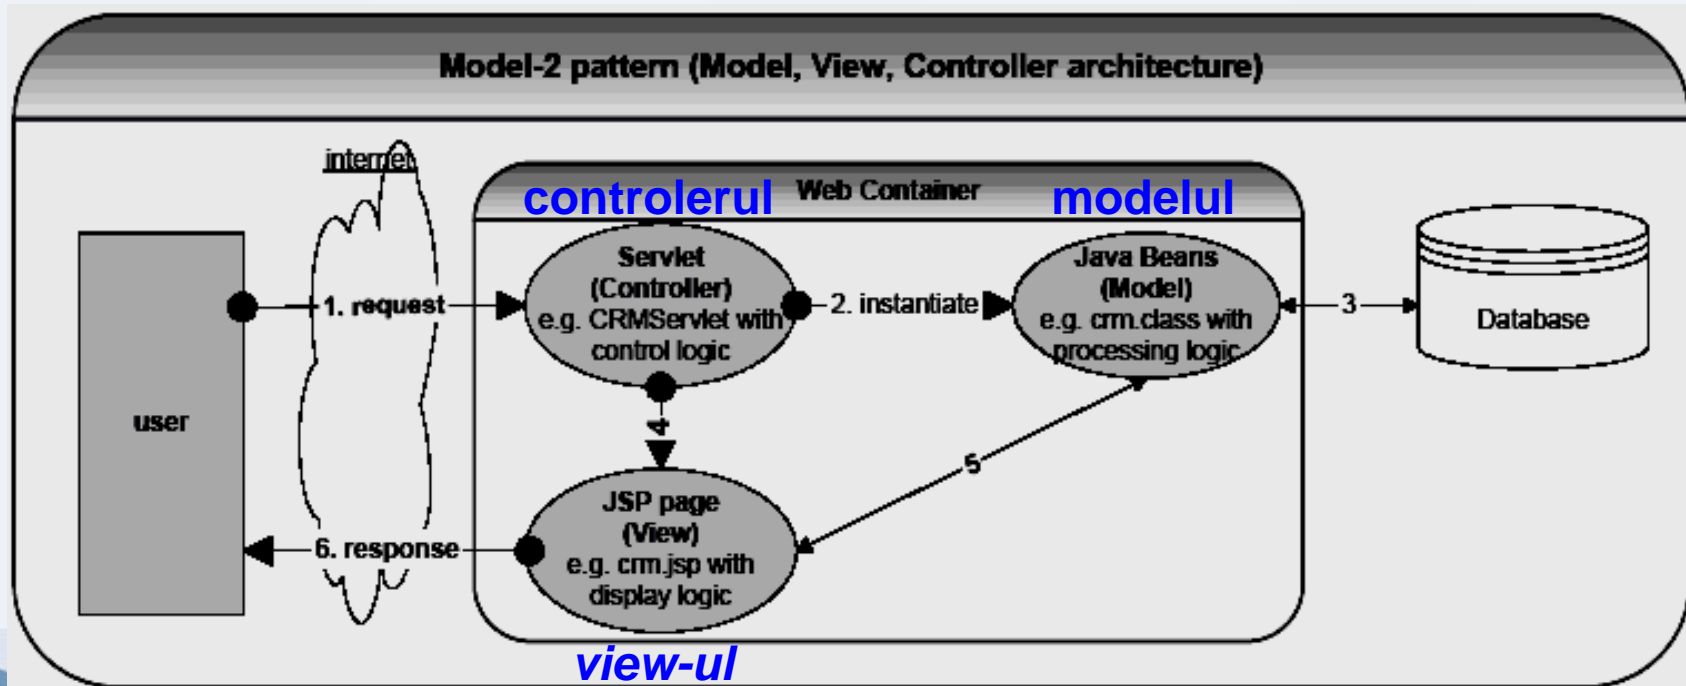 Model-2 pattern (Model, View, Controller architecture)
internet
Web Container
controlerul
modelul
Servlet
(Controller)
e.g. CRMServlet with
control logic
Java Beans
(Model)
e.g. crm.class with
processing logic
1. request
2. instantiate
3
Database
user
4
5
JSP page
(View)
e.g. crm.jsp with
display logic
6. response
view-ul